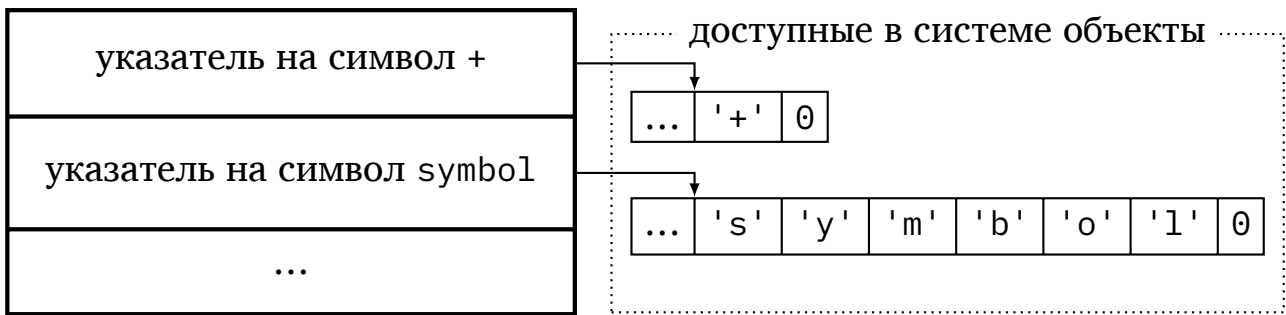 доступные в системе объекты
указатель на символ +
... '+' 0
указатель на символ symbol
... 's' 'y' 'm' 'b' 'o' 'l' 0
...